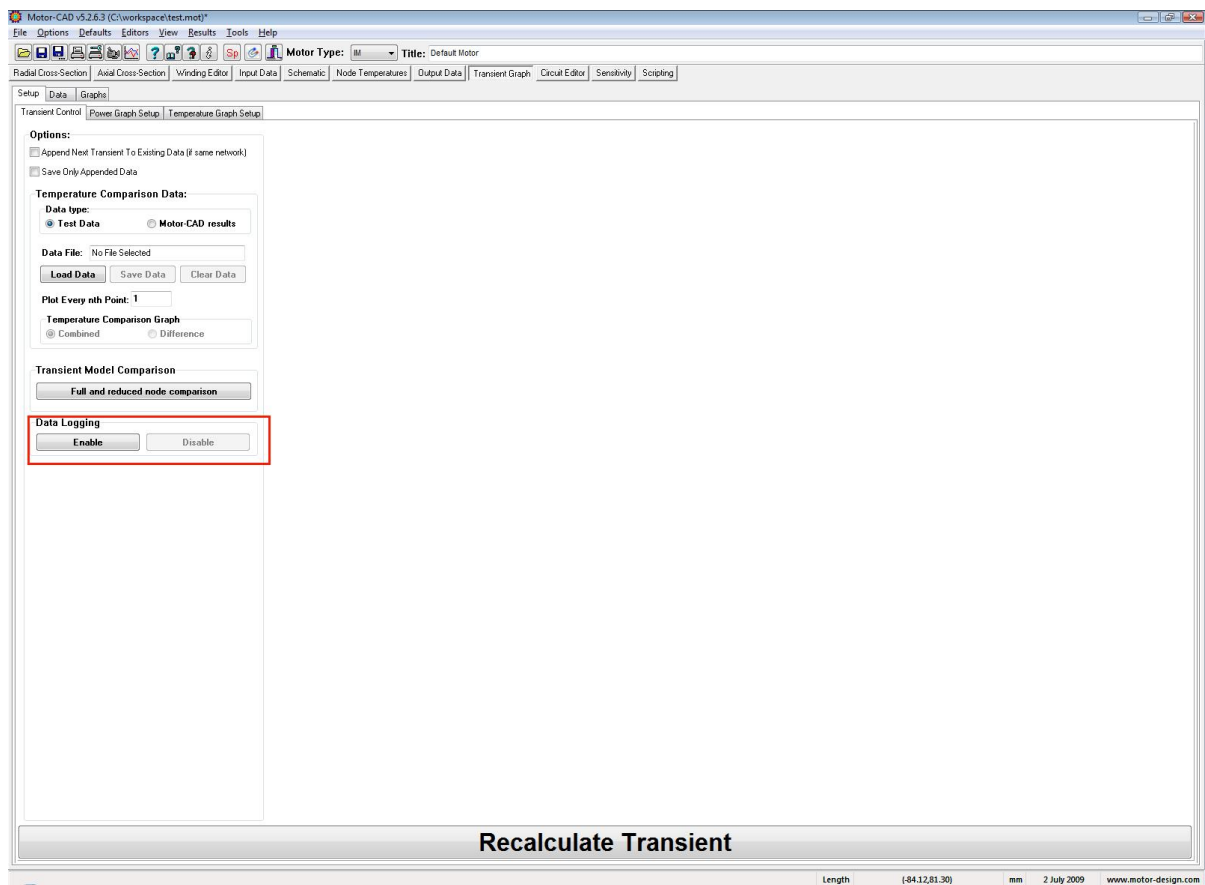 Motor-CAD v5.2.6.3 (C:\workspace\test.mot)*
File Options Defaults Editors View Results Tools Help
Sp Motor Type: IM Title: Default Motor
Radial Cross-Section Axial Cross-Section Winding Editor Input Data Schematic Node Temperatures Output Data Transient Graph Circuit Editor Sensitivity Scripting
Setup Data Graphs
Transient Control Power Graph Setup Temperature Graph Setup
Options:
Append Next Transient To Existing Data (if same network)
Save Only Appended Data
Temperature Comparison Data:
Data type:
Test Data Motor-CAD results
Data File: No File Selected
Load Data Save Data Clear Data
Plot Every nth Point: 1
Temperature Comparison Graph
Combined Difference
Transient Model Comparison
Full and reduced node comparison
Data Logging
Enable Disable
Recalculate Transient
Length (-84.12,81.30) mm 2 July 2009 www.motor-design.com